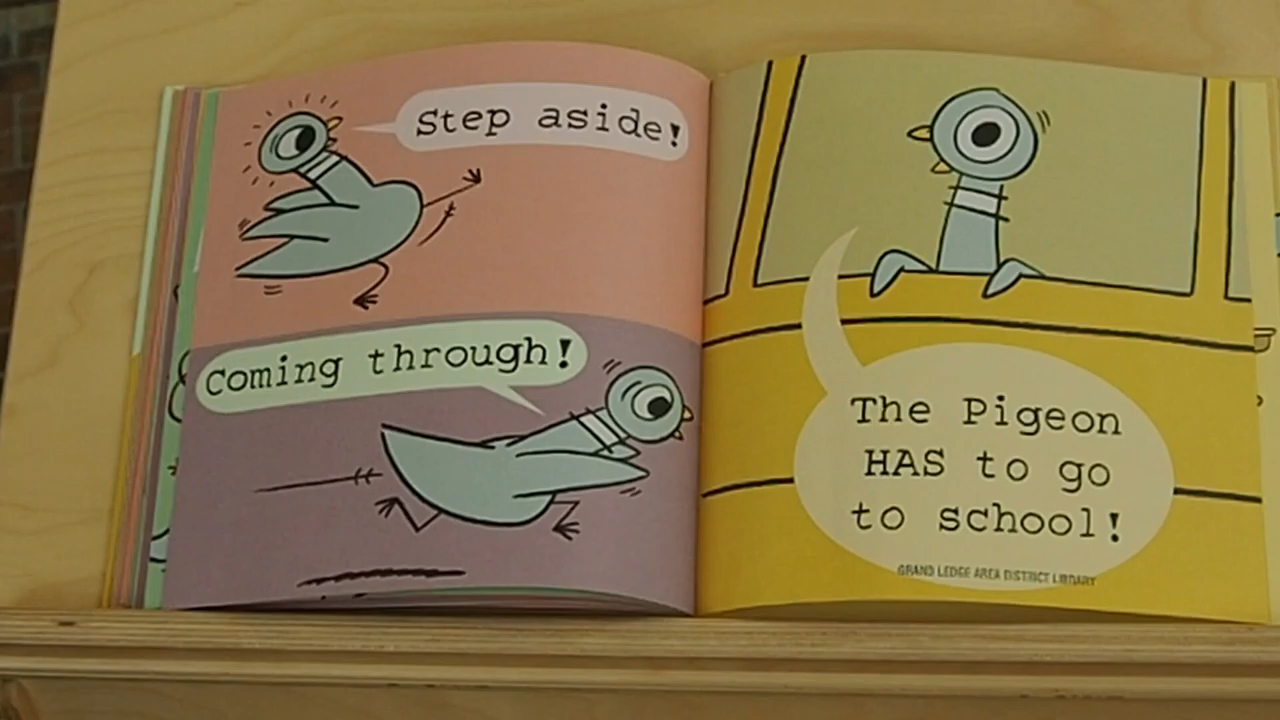 Step aside!
Coming through!
The Pigeon
HAS to go
to school!
GRAND LEDGE AREA DISTRICT LIBRARY